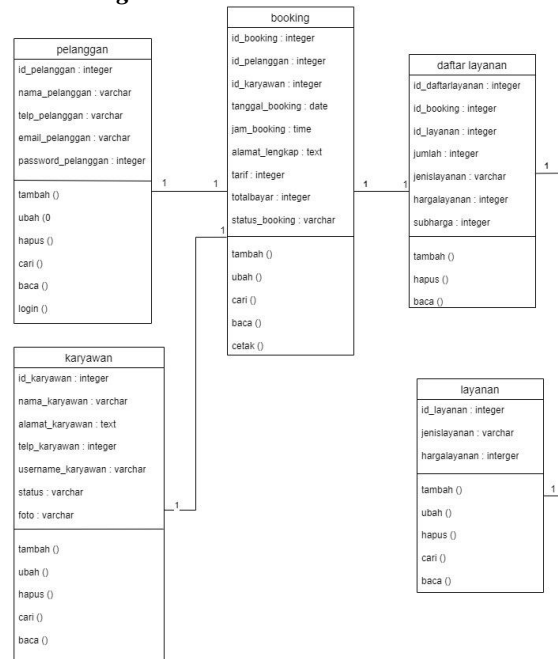 pelanggan
id_pelanggan : integer
nama_pelanggan : varchar
telp_pelanggan : varchar
email_pelanggan : varchar
password_pelanggan : integer
tambah ()
ubah (0
hapus ()
cari ()
baca ()
login ()
1
1
booking
id_booking : integer
id_pelanggan : integer
id_karyawan : integer
tanggal_booking : date
jam_booking : time
alamat_lengkap : text
tarif : integer
totalbayar : integer
status_booking : varchar
tambah ()
ubah ()
cari ()
baca ()
cetak ()
1
1
1
daftar layanan
id_daftarlayanan : integer
id_booking : integer
id_layanan : integer
jumlah : integer
jenislayanan : varchar
hargalayanan : integer
subharga : integer
tambah ()
hapus ()
baca ()
1
karyawan
id_karyawan : integer
nama_karyawan : varchar
alamat_karyawan : text
telp_karyawan : integer
username_karyawan : varchar
status : varchar
foto : varchar
tambah ()
ubah ()
hapus ()
cari ()
baca ()
1
layanan
id_layanan : integer
jenislayanan : varchar
hargalayanan : interger
tambah ()
ubah ()
hapus ()
cari ()
baca ()
1